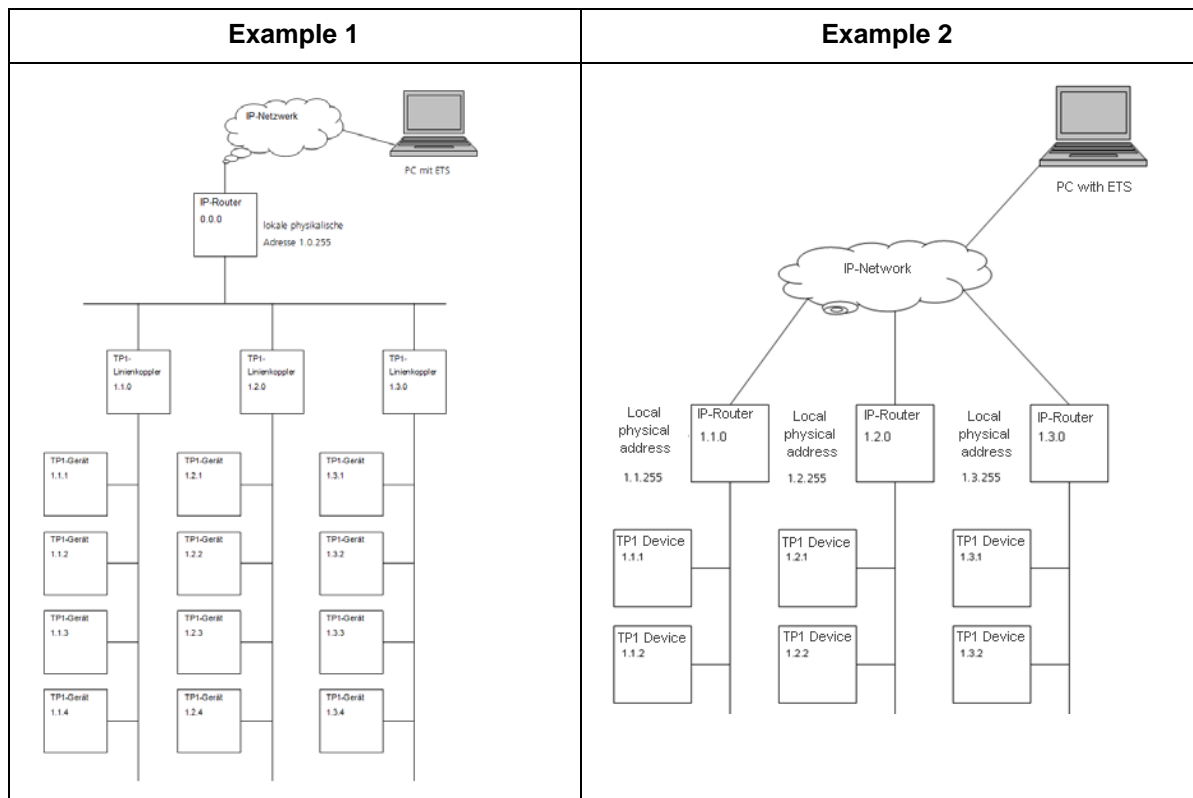 Example 1
Example 2
IP-Netzwerk
PC mit ETS
IP-Router
0.0.0
lokale physikalische
Adresse 1.0.255
TP1-
Linienkoppler
1.1.0
TP1-
Linienkoppler
1.2.0
TP1-
Linienkoppler
1.3.0
TP1-Gerät
1.1.1
TP1-Gerät
1.2.1
TP1-Gerät
1.3.1
TP1-Gerät
1.1.2
TP1-Gerät
1.2.2
TP1-Gerät
1.3.2
TP1-Gerät
1.1.3
TP1-Gerät
1.2.3
TP1-Gerät
1.3.3
TP1-Gerät
1.1.4
TP1-Gerät
1.2.4
TP1-Gerät
1.3.4
PC with ETS
IP-Network
Local
physical
address
1.1.255
IP-Router
1.1.0
Local
physical
address
1.2.255
IP-Router
1.2.0
Local
physical
address
1.3.255
IP-Router
1.3.0
TP1 Device
1.1.1
TP1 Device
1.2.1
TP1 Device
1.3.1
TP1 Device
1.1.2
TP1 Device
1.2.2
TP1 Device
1.3.2